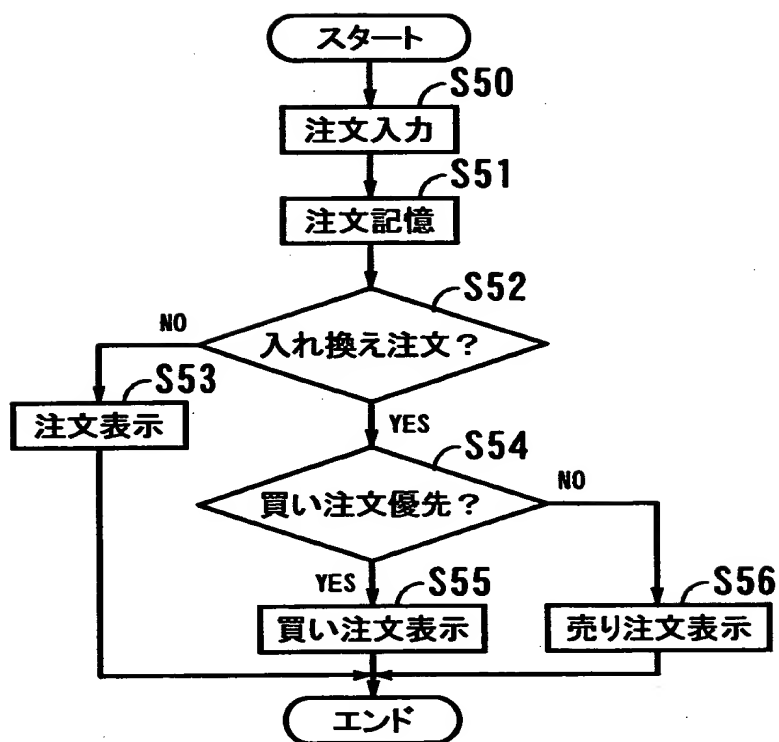 スタート
S50
注文入力
S51
注文記憶
S52
入れ換え注文?
NO
S53
注文表示
YES
S54
買い注文優先?
NO
YES
S55
買い注文表示
S56
売り注文表示
エンド